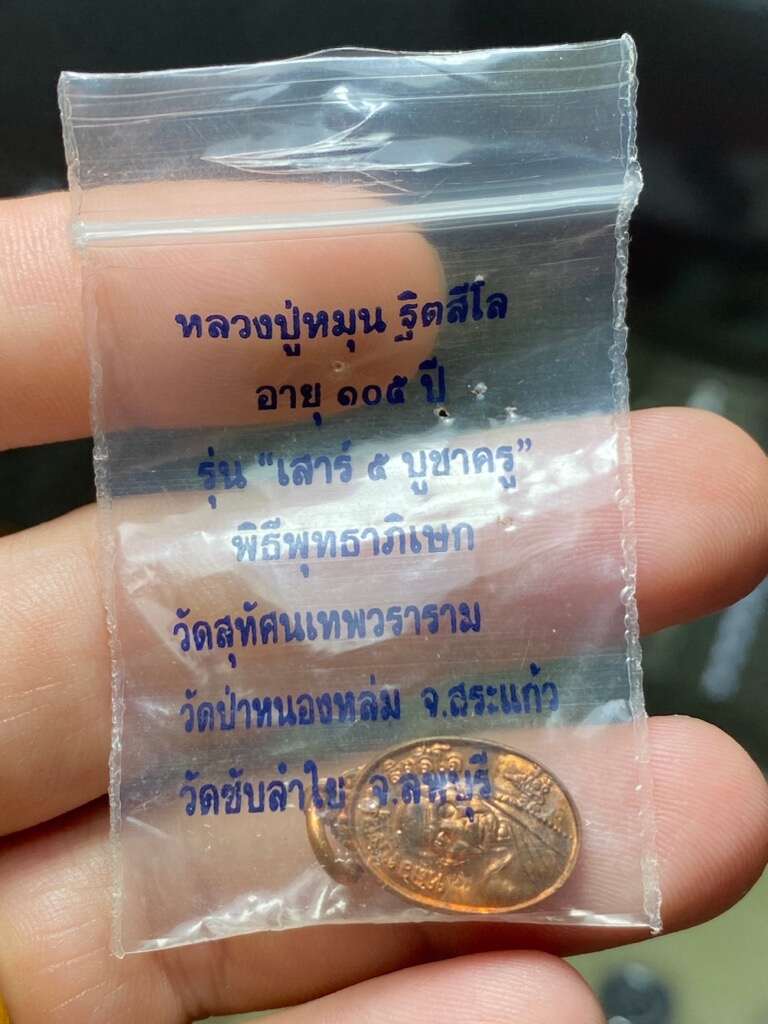 หลวงปู่หมุน ฐิตสีโล
อายุ ๑๐๕ ปี
รุ่น “เสาร์ ๕ บูชาครู”
พิธีพุทธาภิเษก
วัดสุทัศนเทพวราราม
วัดป่าหนองหล่ม จ.สระแก้ว
วัดซับลำใย จ.ลพบุรี